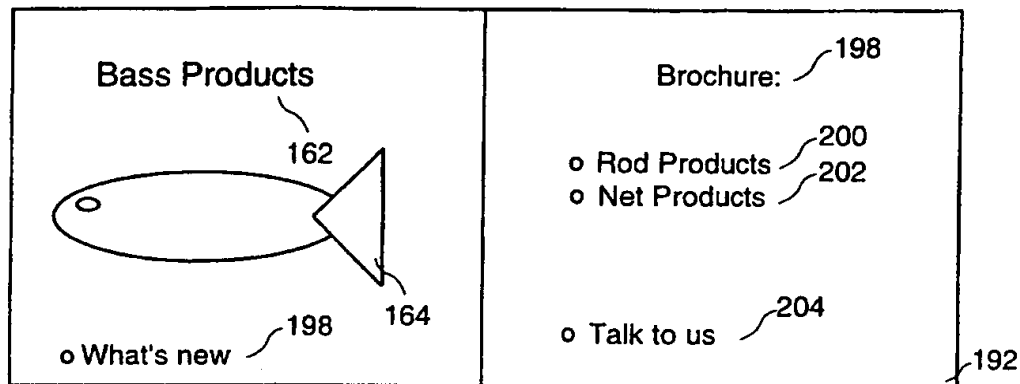 Bass Products
162
164
198
What's new
198
Brochure:
200
Rod Products
202
Net Products
204
Talk to us
192